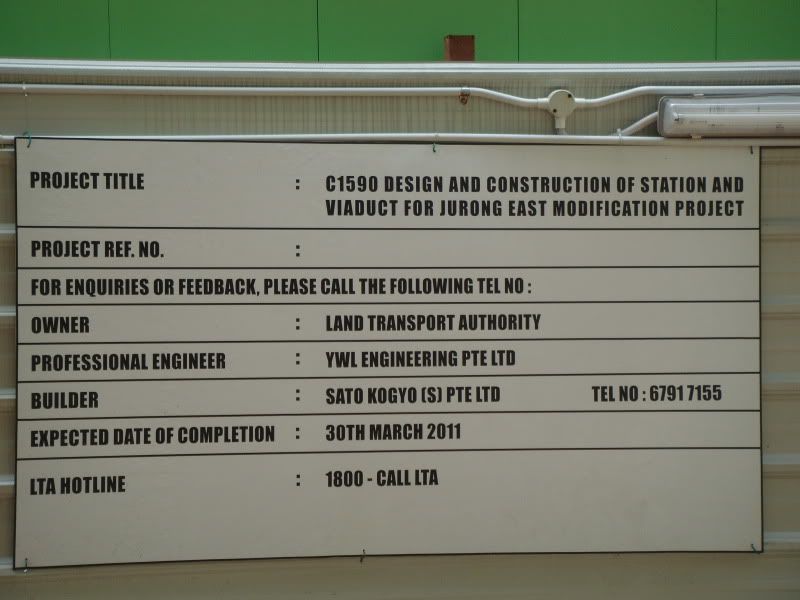 PROJECT TITLE : C1590 DESIGN AND CONSTRUCTION OF STATION AND
VIADUCT FOR JURONG EAST MODIFICATION PROJECT
PROJECT REF. NO. :
FOR ENQUIRIES OR FEEDBACK, PLEASE CALL THE FOLLOWING TEL NO :
OWNER : LAND TRANSPORT AUTHORITY
PROFESSIONAL ENGINEER : YWL ENGINEERING PTE LTD
BUILDER : SATO KOGYO (S) PTE LTD TEL NO : 6791 7155
EXPECTED DATE OF COMPLETION : 30TH MARCH 2011
LTA HOTLINE : 1800 - CALL LTA